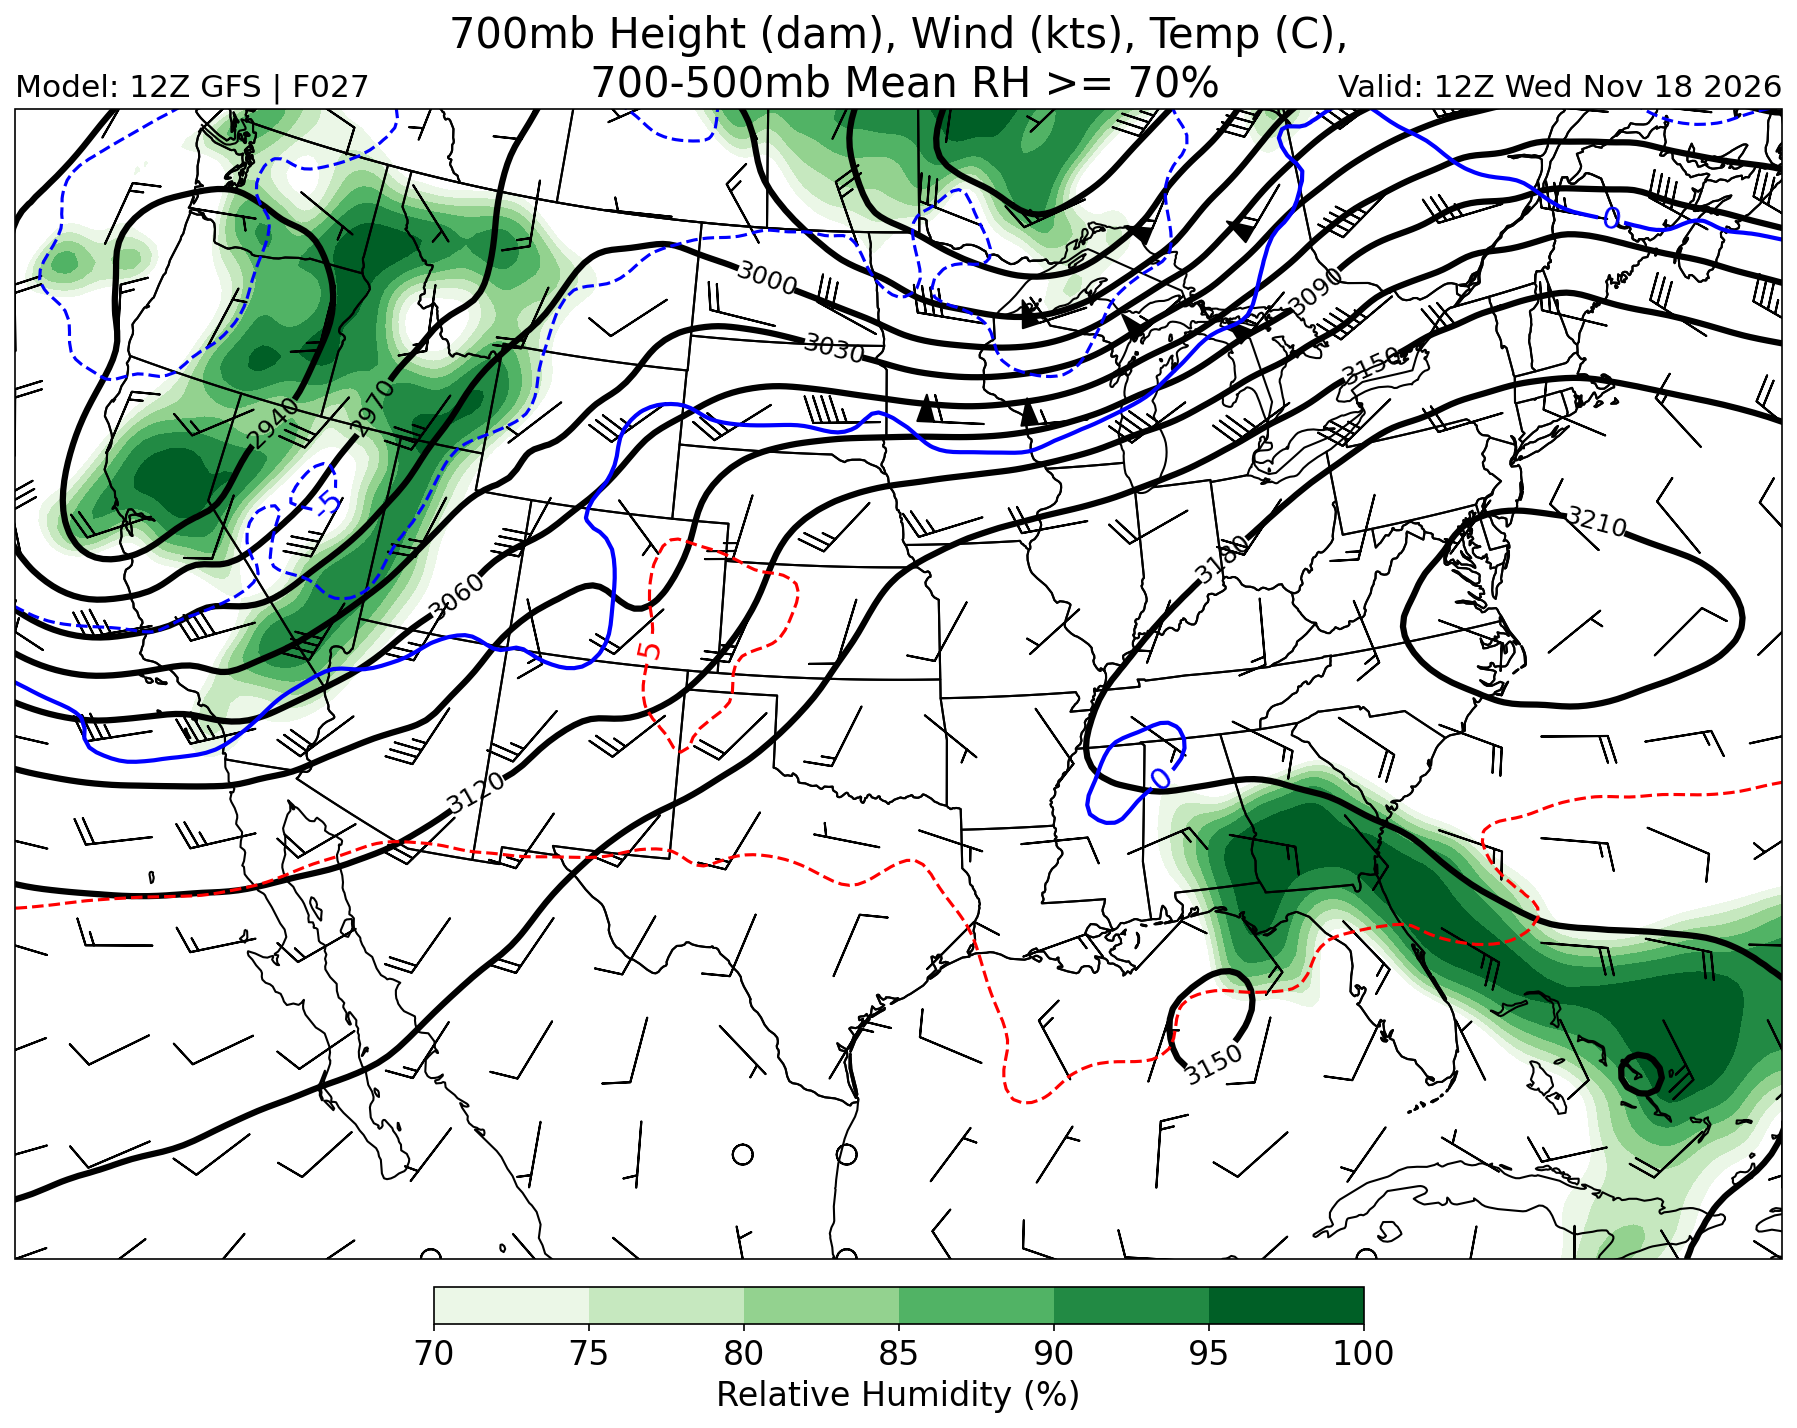 700mb Height (dam), Wind (kts), Temp (C),
Model: 12Z GFS | F027
700-500mb Mean RH >= 70%
Valid: 12Z Wed Nov 18 2026
0
3000
3090
3030
3150
2970
2940
-5
3210
3180
3060
5
0
3120
3150
70 75 80 85 90 95 100
Relative Humidity (%)